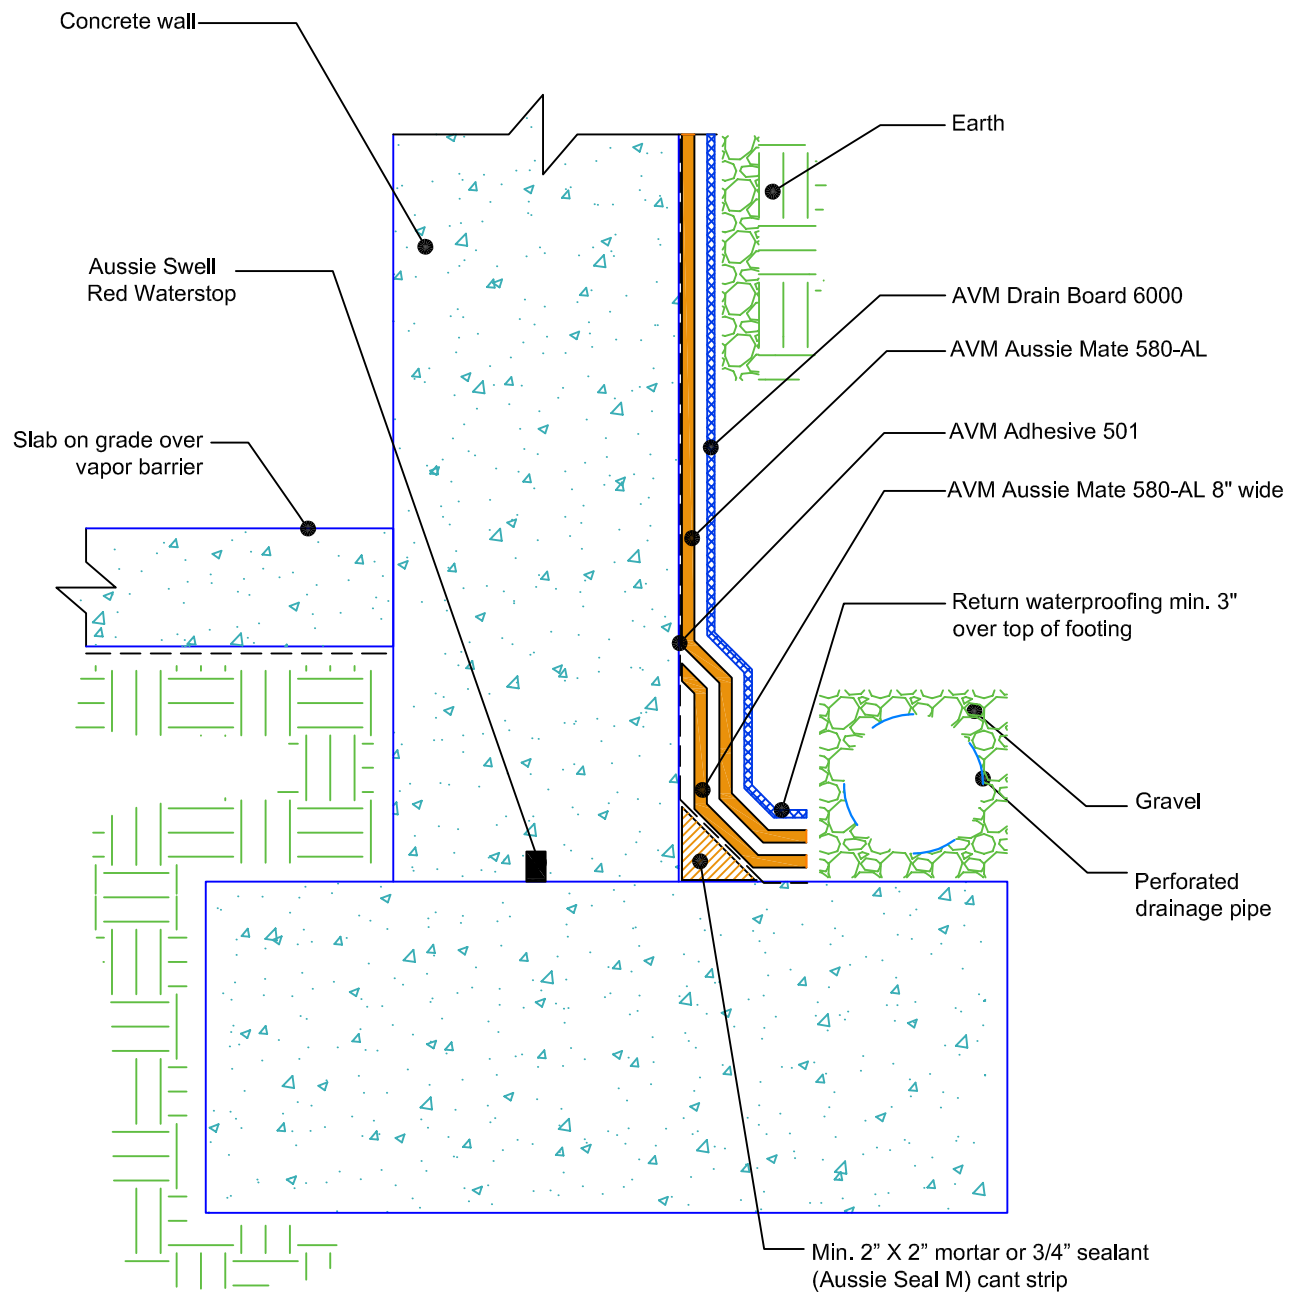 Concrete wall
Earth
Aussie Swell
Red Waterstop
AVM Drain Board 6000
AVM Aussie Mate 580-AL
Slab on grade over
vapor barrier
AVM Adhesive 501
AVM Aussie Mate 580-AL 8" wide
Return waterproofing min. 3"
over top of footing
Gravel
Perforated
drainage pipe
Min. 2” X 2” mortar or 3/4” sealant
(Aussie Seal M) cant strip